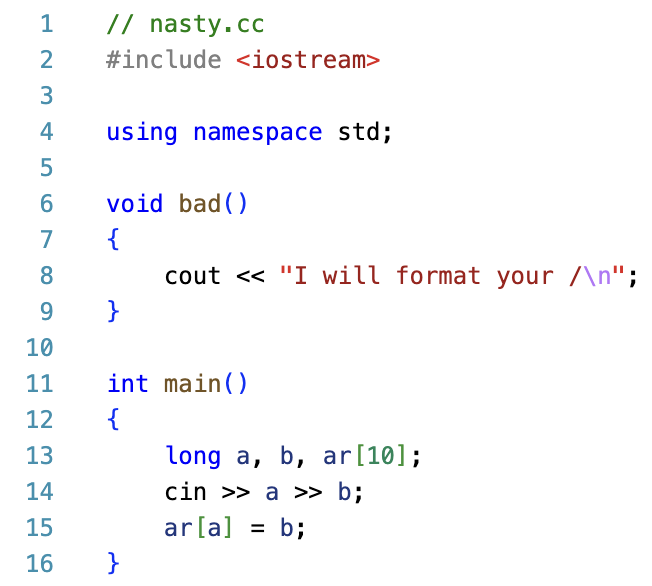 1 // nasty.cc
2 #include <iostream>
3
4 using namespace std;
5
6 void bad()
7 {
8     cout << "I will format your /\n";
9 }
10
11 int main()
12 {
13     long a, b, ar[10];
14     cin >> a >> b;
15     ar[a] = b;
16 }